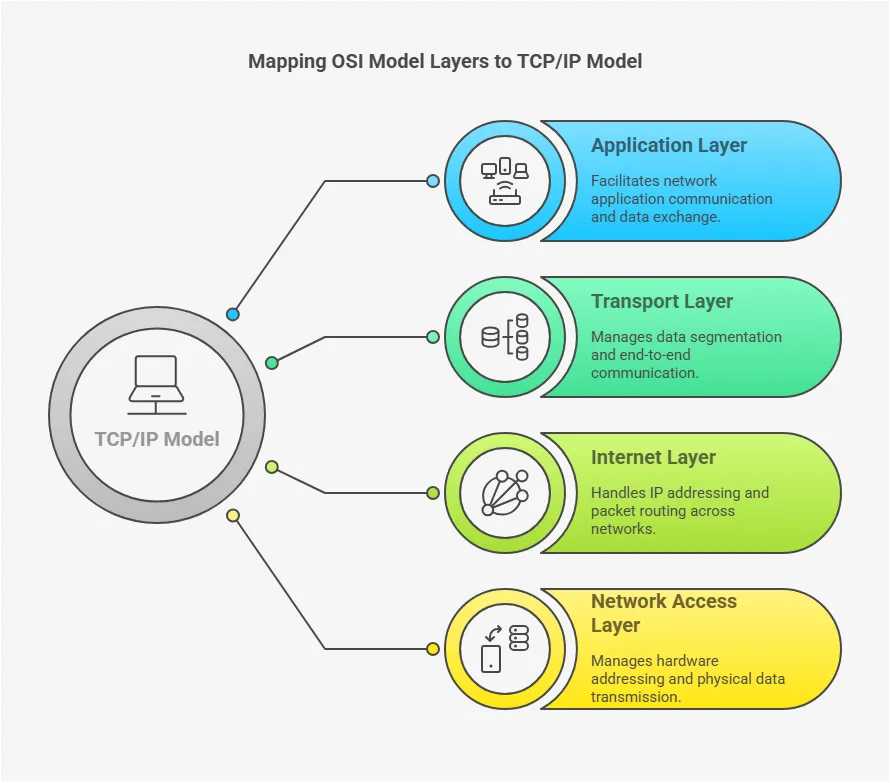 Mapping OSI Model Layers to TCP/IP Model
Application Layer
Facilitates network
application communication
and data exchange.
Transport Layer
Manages data segmentation
and end-to-end
communication.
TCP/IP Model
Internet Layer
Handles IP addressing and
packet routing across
networks.
Network Access
Layer
Manages hardware
addressing and physical data
transmission.